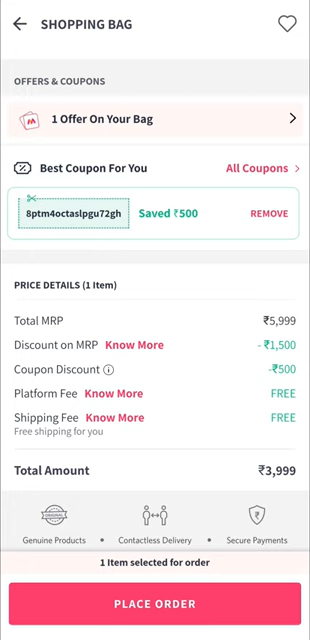 SHOPPING BAG
OFFERS & COUPONS
1 Offer On Your Bag
Best Coupon For You All Coupons
8ptm4octaslpgu72gh Saved ₹500 REMOVE
PRICE DETAILS (1 Item)
Total MRP ₹5,999
Discount on MRP Know More - ₹1,500
Coupon Discount -₹500
Platform Fee Know More FREE
Shipping Fee Know More FREE
Free shipping for you
Total Amount ₹3,999
ORIGINAL
Genuine Products • Contactless Delivery • Secure Payments
1 Item selected for order
PLACE ORDER